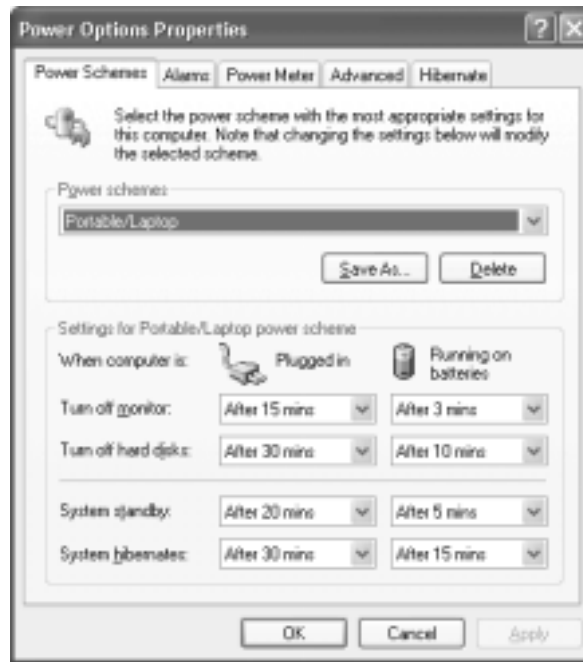 Power Options Properties
Power Schemes Alarms Power Meter Advanced Hibernate
Select the power scheme with the most appropriate settings for
this computer. Note that changing the settings below will modify
the selected scheme.
Power schemes
Portable/Laptop
Save As... Delete
Settings for Portable/Laptop power scheme
When computer is: Plugged in Running on
batteries
Turn off monitor: After 15 mins After 3 mins
Turn off hard disks: After 30 mins After 10 mins
System standby: After 20 mins After 5 mins
System hibernates: After 30 mins After 15 mins
OK Cancel Apply